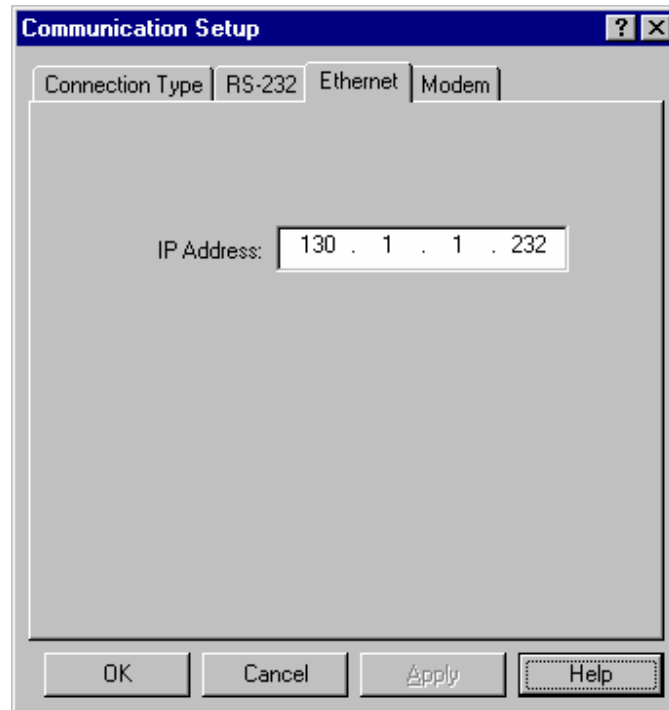 Communication Setup
Connection Type RS-232 Ethernet Modem
IP Address: 130 . 1 . 1 . 232
OK Cancel Apply Help